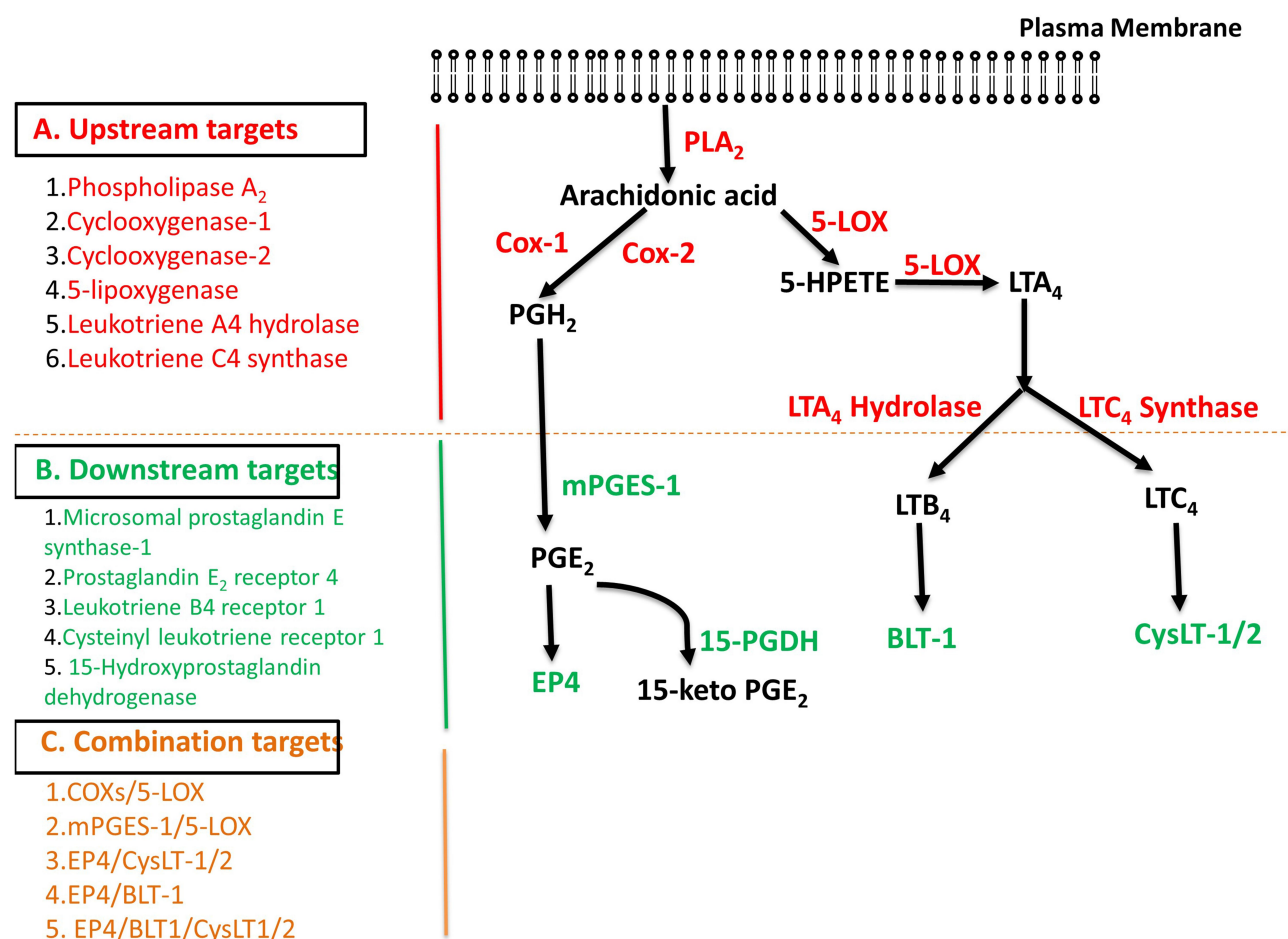 Plasma Membrane
A. Upstream targets
1.Phospholipase A₂
2.Cyclooxygenase-1
3.Cyclooxygenase-2
4.5-lipoxygenase
5.Leukotriene A4 hydrolase
6.Leukotriene C4 synthase
PLA₂
Arachidonic acid
Cox-1
Cox-2
5-LOX
5-HPETE
5-LOX
LTA₄
PGH₂
LTA₄ Hydrolase
LTC₄ Synthase
B. Downstream targets
1.Microsomal prostaglandin E
synthase-1
2.Prostaglandin E₂ receptor 4
3.Leukotriene B4 receptor 1
4.Cysteinyl leukotriene receptor 1
5. 15-Hydroxyprostaglandin
dehydrogenase
mPGES-1
LTB₄
LTC₄
PGE₂
15-PGDH
BLT-1
CysLT-1/2
EP4
15-keto PGE₂
C. Combination targets
1.COXs/5-LOX
2.mPGES-1/5-LOX
3.EP4/CysLT-1/2
4.EP4/BLT-1
5. EP4/BLT1/CysLT1/2